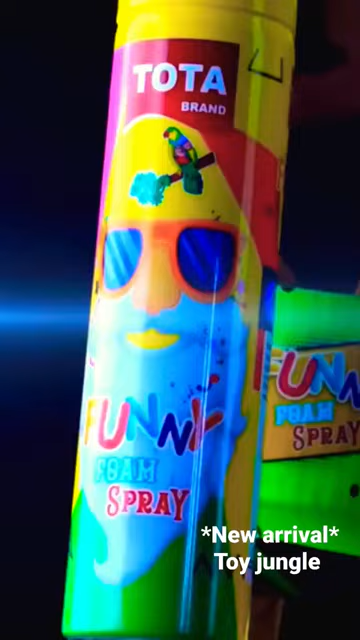 TOTA
BRAND
FUNNY
FOAM
SPRAY
FUNN
FOAM
SPRAY
*New arrival*
Toy jungle